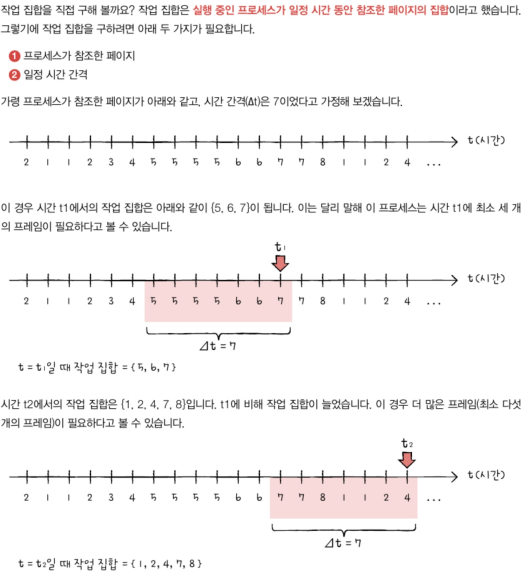 작업 집합을 직접 구해 볼까요? 작업 집합은 실행 중인 프로세스가 일정 시간 동안 참조한 페이지의 집합이라고 했습니다.
그렇기에 작업 집합을 구하려면 아래 두 가지가 필요합니다.
1 프로세스가 참조한 페이지
2 일정 시간 간격
가령 프로세스가 참조한 페이지가 아래와 같고, 시간 간격(Δt)은 7이었다고 가정해 보겠습니다.
t(시간)
2 1 1 2 3 4 5 5 5 5 6 6 7 7 8 1 1 2 4 ...
이 경우 시간 t1에서의 작업 집합은 아래와 같이 {5, 6, 7}이 됩니다. 이는 달리 말해 이 프로세스는 시간 t1에 최소 세 개
의 프레임이 필요하다고 볼 수 있습니다.
t1
t(시간)
2 1 1 2 3 4 5 5 5 5 6 6 7 7 8 1 1 2 4 ...
Δt = 7
t = t1일 때 작업 집합 = {5, 6, 7}
시간 t2에서의 작업 집합은 {1, 2, 4, 7, 8}입니다. t1에 비해 작업 집합이 늘었습니다. 이 경우 더 많은 프레임(최소 다섯
개의 프레임)이 필요하다고 볼 수 있습니다.
t2
t(시간)
2 1 1 2 3 4 5 5 5 5 6 6 7 7 8 1 1 2 4 ...
Δt = 7
t = t2일 때 작업 집합 = {1, 2, 4, 7, 8}